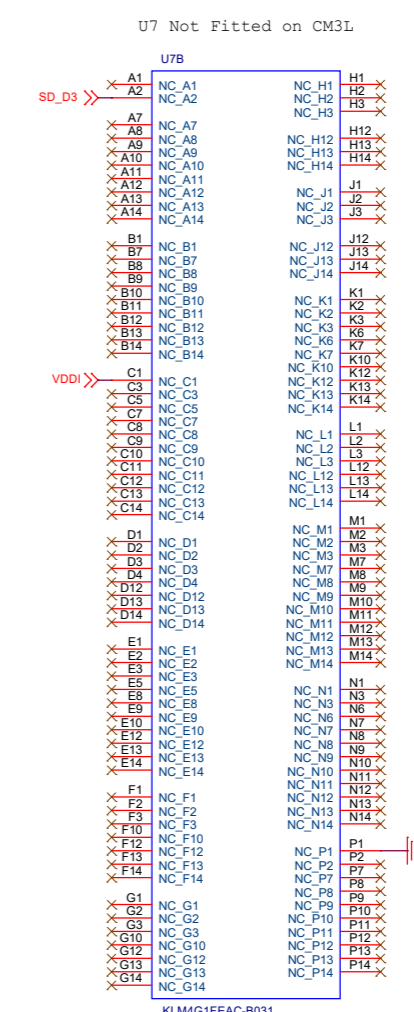 U7 Not Fitted on CM3L
U7B
A1 NC_A1
SD_D3 A2 NC_A2
A7 NC_A7
A8 NC_A8
A9 NC_A9
A10 NC_A10
A11 NC_A11
A12 NC_A12
A13 NC_A13
A14 NC_A14
B1 NC_B1
B7 NC_B7
B8 NC_B8
B9 NC_B9
B10 NC_B10
B11 NC_B11
B12 NC_B12
B13 NC_B13
B14 NC_B14
VDDI C1 NC_C1
C3 NC_C3
C5 NC_C5
C7 NC_C7
C8 NC_C8
C9 NC_C9
C10 NC_C10
C11 NC_C11
C12 NC_C12
C13 NC_C13
C14 NC_C14
D1 NC_D1
D2 NC_D2
D3 NC_D3
D4 NC_D4
D12 NC_D12
D13 NC_D13
D14 NC_D14
E1 NC_E1
E2 NC_E2
E3 NC_E3
E5 NC_E5
E8 NC_E8
E9 NC_E9
E10 NC_E10
E12 NC_E12
E13 NC_E13
E14 NC_E14
F1 NC_F1
F2 NC_F2
F3 NC_F3
F10 NC_F10
F12 NC_F12
F13 NC_F13
F14 NC_F14
G1 NC_G1
G2 NC_G2
G3 NC_G3
G10 NC_G10
G12 NC_G12
G13 NC_G13
G14 NC_G14
NC_H1 H1
NC_H2 H2
NC_H3 H3
NC_H12 H12
NC_H13 H13
NC_H14 H14
NC_J1 J1
NC_J2 J2
NC_J3 J3
NC_J12 J12
NC_J13 J13
NC_J14 J14
NC_K1 K1
NC_K2 K2
NC_K3 K3
NC_K6 K6
NC_K7 K7
NC_K10 K10
NC_K12 K12
NC_K13 K13
NC_K14 K14
NC_L1 L1
NC_L2 L2
NC_L3 L3
NC_L12 L12
NC_L13 L13
NC_L14 L14
NC_M1 M1
NC_M2 M2
NC_M3 M3
NC_M7 M7
NC_M8 M8
NC_M9 M9
NC_M10 M10
NC_M11 M11
NC_M12 M12
NC_M13 M13
NC_M14 M14
NC_N1 N1
NC_N3 N3
NC_N6 N6
NC_N7 N7
NC_N8 N8
NC_N9 N9
NC_N10 N10
NC_N11 N11
NC_N12 N12
NC_N13 N13
NC_N14 N14
NC_P1 P1
NC_P2 P2
NC_P7 P7
NC_P8 P8
NC_P9 P9
NC_P10 P10
NC_P11 P11
NC_P12 P12
NC_P13 P13
NC_P14 P14
KLM4G1FEAC-B031